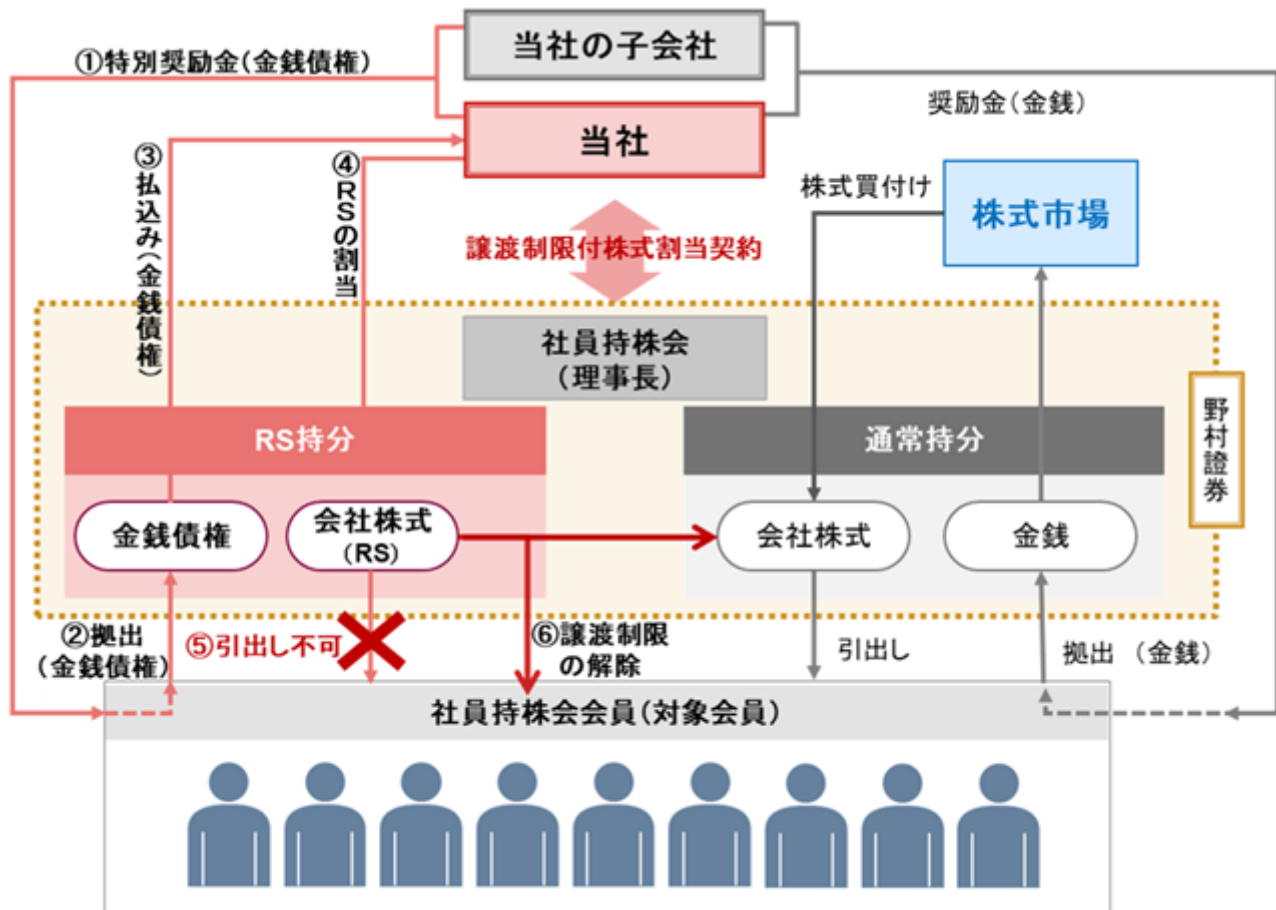 当社の子会社
①特別奨励金(金銭債権)
奨励金(金銭)
当社
③払込み(金銭債権)
④RSの割当
株式買付け
株式市場
譲渡制限付株式割当契約
社員持株会
(理事長)
野村證券
RS持分
通常持分
金銭債権
会社株式
(RS)
会社株式
金銭
②拠出
(金銭債権)
⑤引出し不可
⑥譲渡制限
の解除
引出し
拠出 (金銭)
社員持株会会員(対象会員)